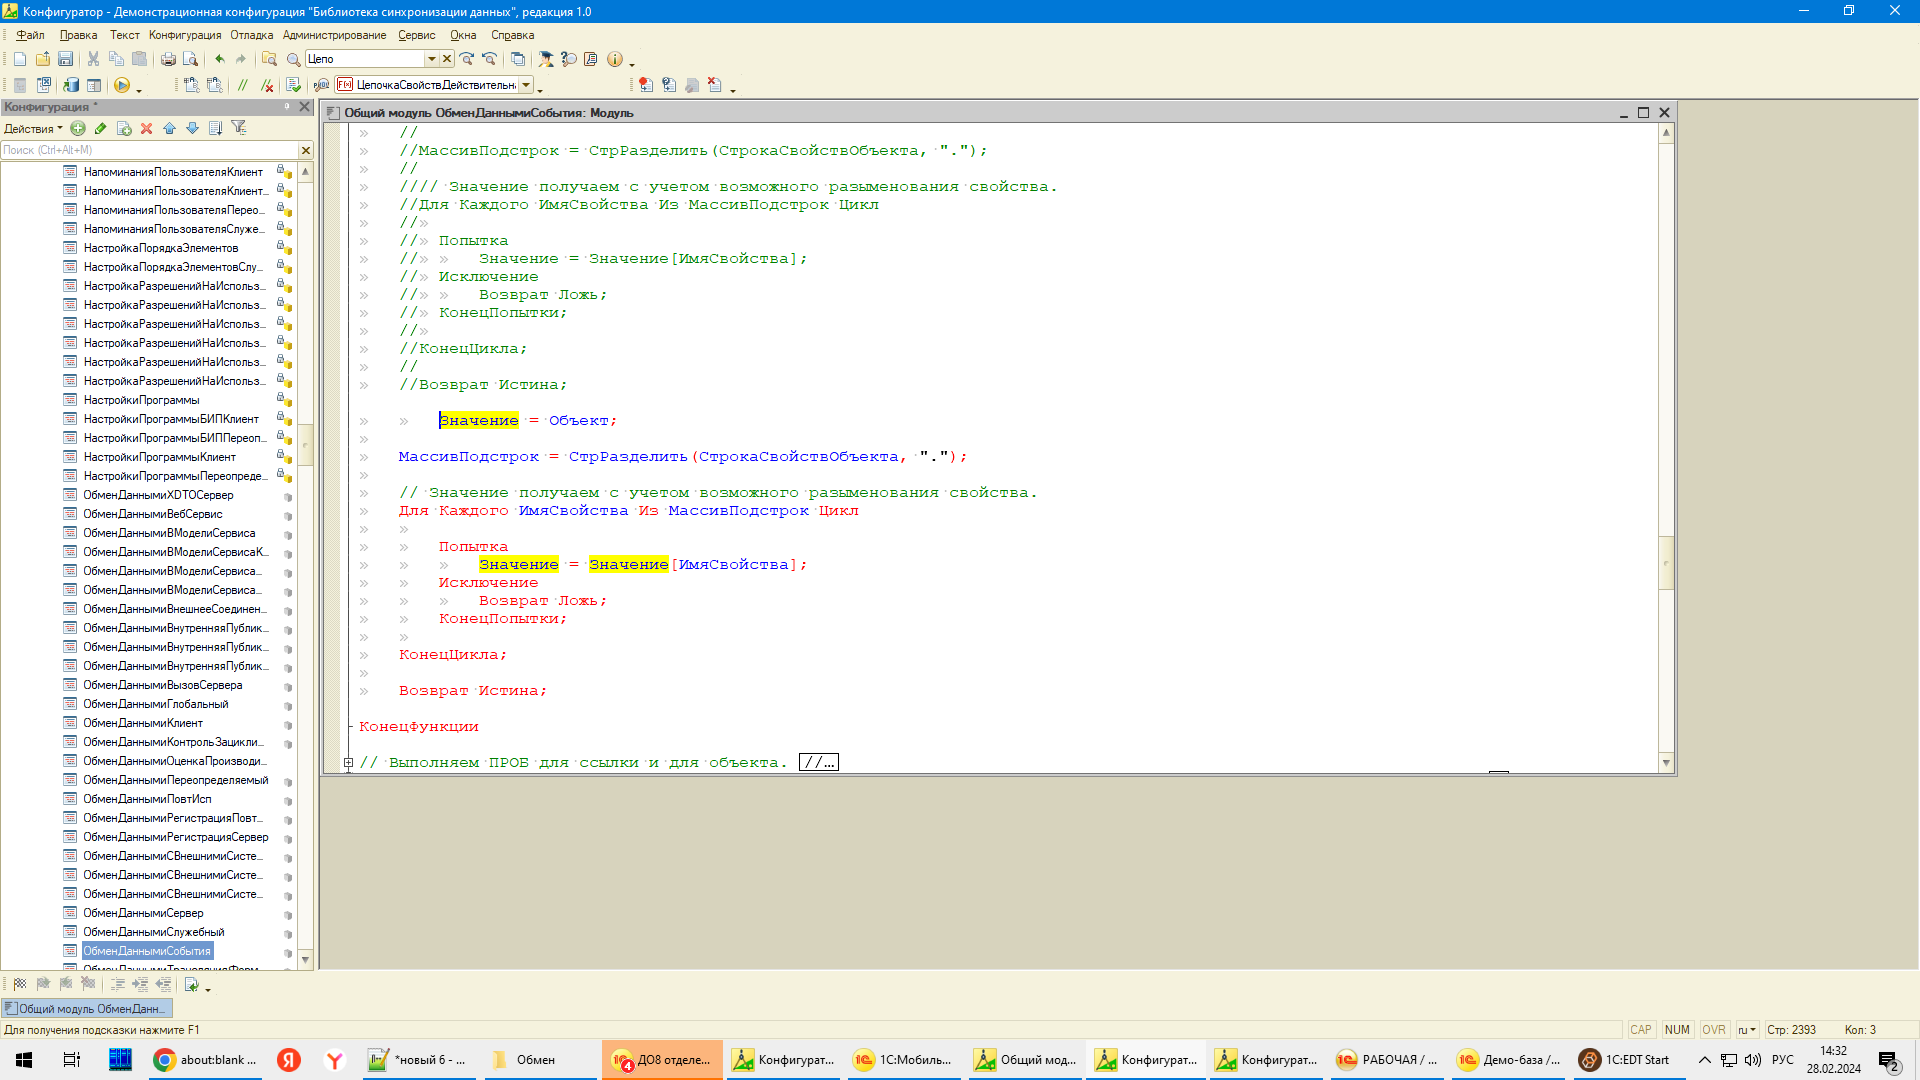 Конфигуратор - Демонстрационная конфигурация "Библиотека синхронизации данных", редакция 1.0
Файл Правка Текст Конфигурация Отладка Администрирование Сервис Окна Справка
Цепо
ЦепочкаСвойствДействительн
Конфигурация *
Действия
Поиск (Ctrl+Alt+M)
НапоминанияПользователяКлиент
НапоминанияПользователяКлиент...
НапоминанияПользователяПерео...
НапоминанияПользователяСлуже...
НастройкаПорядкаЭлементов
НастройкаПорядкаЭлементовСлу...
НастройкаРазрешенийНаИспольз...
НастройкаРазрешенийНаИспольз...
НастройкаРазрешенийНаИспольз...
НастройкаРазрешенийНаИспольз...
НастройкаРазрешенийНаИспольз...
НастройкаРазрешенийНаИспольз...
НастройкиПрограммы
НастройкиПрограммыБИПКлиент
НастройкиПрограммыБИППереоп...
НастройкиПрограммыКлиент
НастройкиПрограммыПереопреде...
ОбменДаннымиXDTOСервер
ОбменДаннымиВебСервис
ОбменДаннымиВМоделиСервиса
ОбменДаннымиВМоделиСервисаК...
ОбменДаннымиВМоделиСервиса...
ОбменДаннымиВМоделиСервиса...
ОбменДаннымиВнешнееСоединен...
ОбменДаннымиВнутренняяПублик...
ОбменДаннымиВнутренняяПублик...
ОбменДаннымиВнутренняяПублик...
ОбменДаннымиВызовСервера
ОбменДаннымиГлобальный
ОбменДаннымиКлиент
ОбменДаннымиКонтрольЗацикли...
ОбменДаннымиОценкаПроизводи...
ОбменДаннымиПереопределяемый
ОбменДаннымиПовтИсп
ОбменДаннымиРегистрацияПовт...
ОбменДаннымиРегистрацияСервер
ОбменДаннымиСВнешнимиСисте...
ОбменДаннымиСВнешнимиСисте...
ОбменДаннымиСВнешнимиСисте...
ОбменДаннымиСервер
ОбменДаннымиСлужебный
ОбменДаннымиСобытия
Общий модуль ОбменДаннымиСобытия: Модуль
//
//МассивПодстрок = СтрРазделить(СтрокаСвойствОбъекта, ".");
//
//// Значение получаем с учетом возможного разыменования свойства.
//Для Каждого ИмяСвойства Из МассивПодстрок Цикл
//
// Попытка
// Значение = Значение[ИмяСвойства];
// Исключение
// Возврат Ложь;
// КонецПопытки;
//
//КонецЦикла;
//
//Возврат Истина;
Значение = Объект;
МассивПодстрок = СтрРазделить(СтрокаСвойствОбъекта, ".");
// Значение получаем с учетом возможного разыменования свойства.
Для Каждого ИмяСвойства Из МассивПодстрок Цикл
Попытка
Значение = Значение[ИмяСвойства];
Исключение
Возврат Ложь;
КонецПопытки;
КонецЦикла;
Возврат Истина;
КонецФункции
// Выполняем ПРОБ для ссылки и для объекта. //...
Общий модуль ОбменДанн...
Для получения подсказки нажмите F1
CAP NUM OVR ru Стр: 2393 Кол: 3
about:blank ...
*новый 6 - ...
Обмен
4 ДО8 отделе...
Конфигурат...
1С:Мобиль...
Общий мод...
Конфигурат...
Конфигурат...
РАБОЧАЯ / ...
Демо-база /...
1C:EDT Start
РУС
14:32
28.02.2024
2